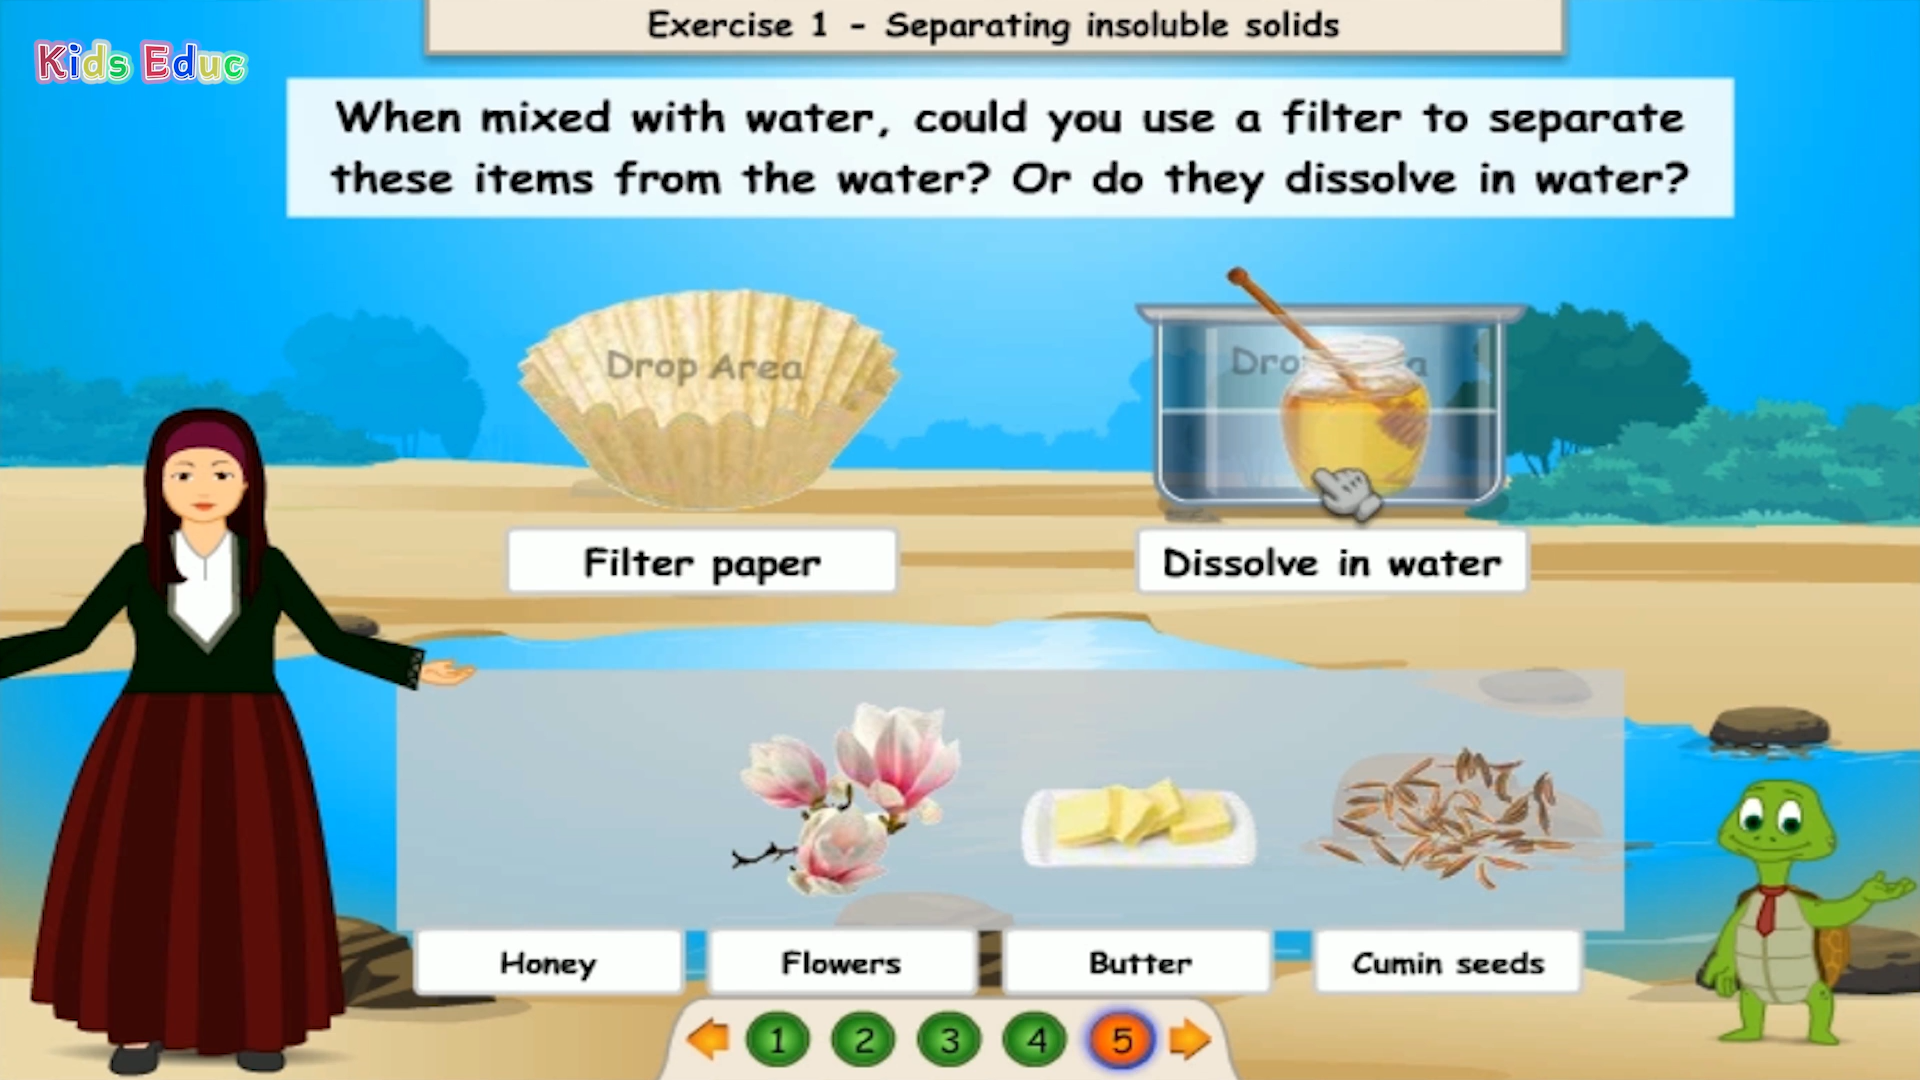 Exercise 1 - Separating insoluble solids
Kids Educ
When mixed with water, could you use a filter to separate
these items from the water? Or do they dissolve in water?
Drop Area
Filter paper
Dissolve in water
Honey
Flowers
Butter
Cumin seeds
1 2 3 4 5